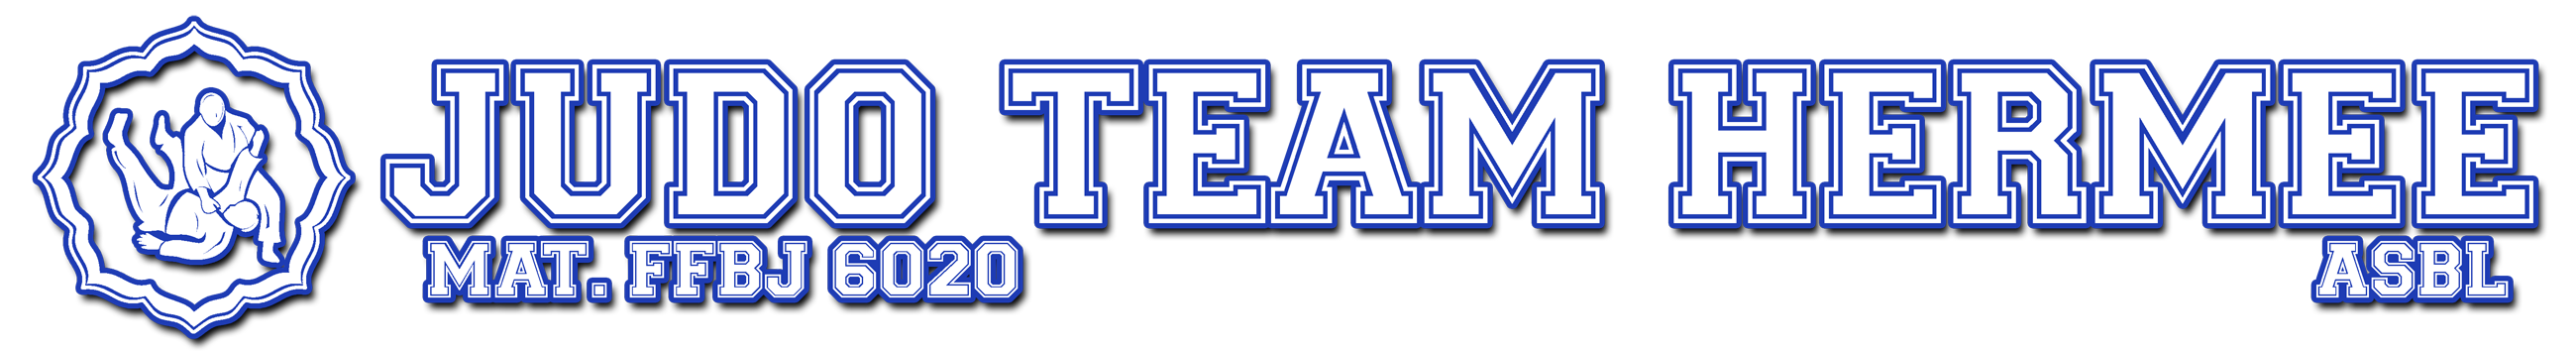 JUDO TEAM HERMEE
MAT. FFBJ 6020 ASBL